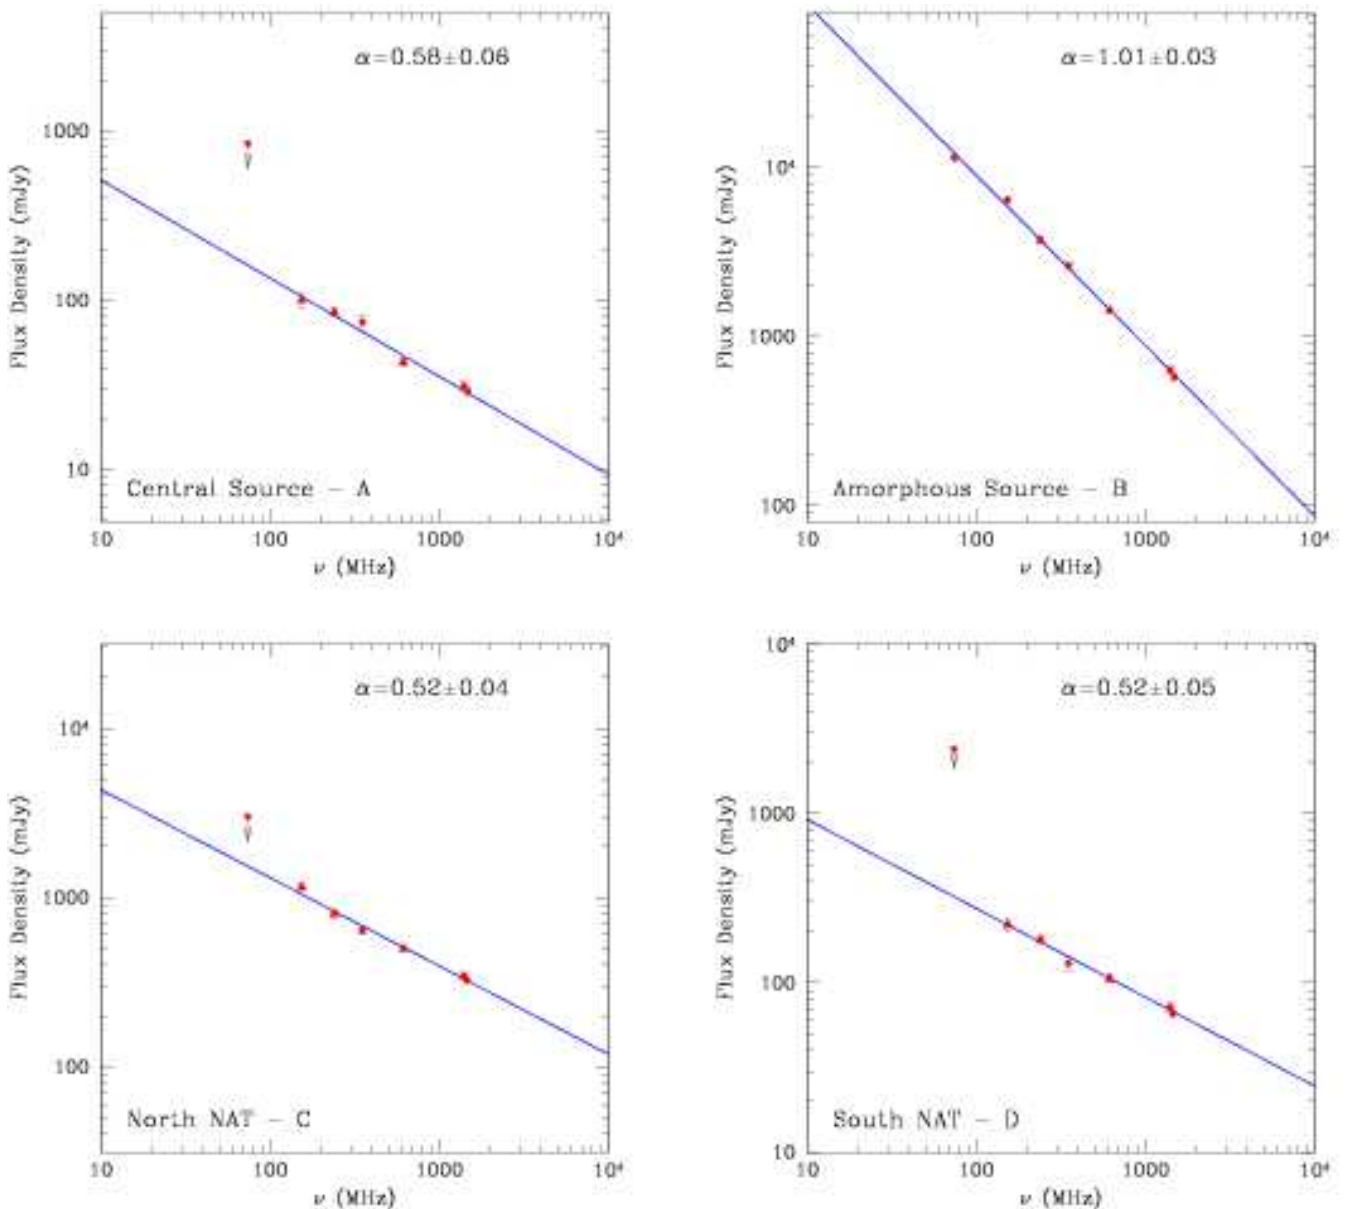 α=0.58±0.06
1000
100
10
Flux Density (mJy)
Central Source - A
10 100 1000 10⁴
ν (MHz)
α=1.01±0.03
10⁴
1000
100
Flux Density (mJy)
Amorphous Source - B
10 100 1000 10⁴
ν (MHz)
α=0.52±0.04
10⁴
1000
100
Flux Density (mJy)
North NAT - C
10 100 1000 10⁴
ν (MHz)
α=0.52±0.05
10⁴
1000
100
10
Flux Density (mJy)
South NAT - D
10 100 1000 10⁴
ν (MHz)